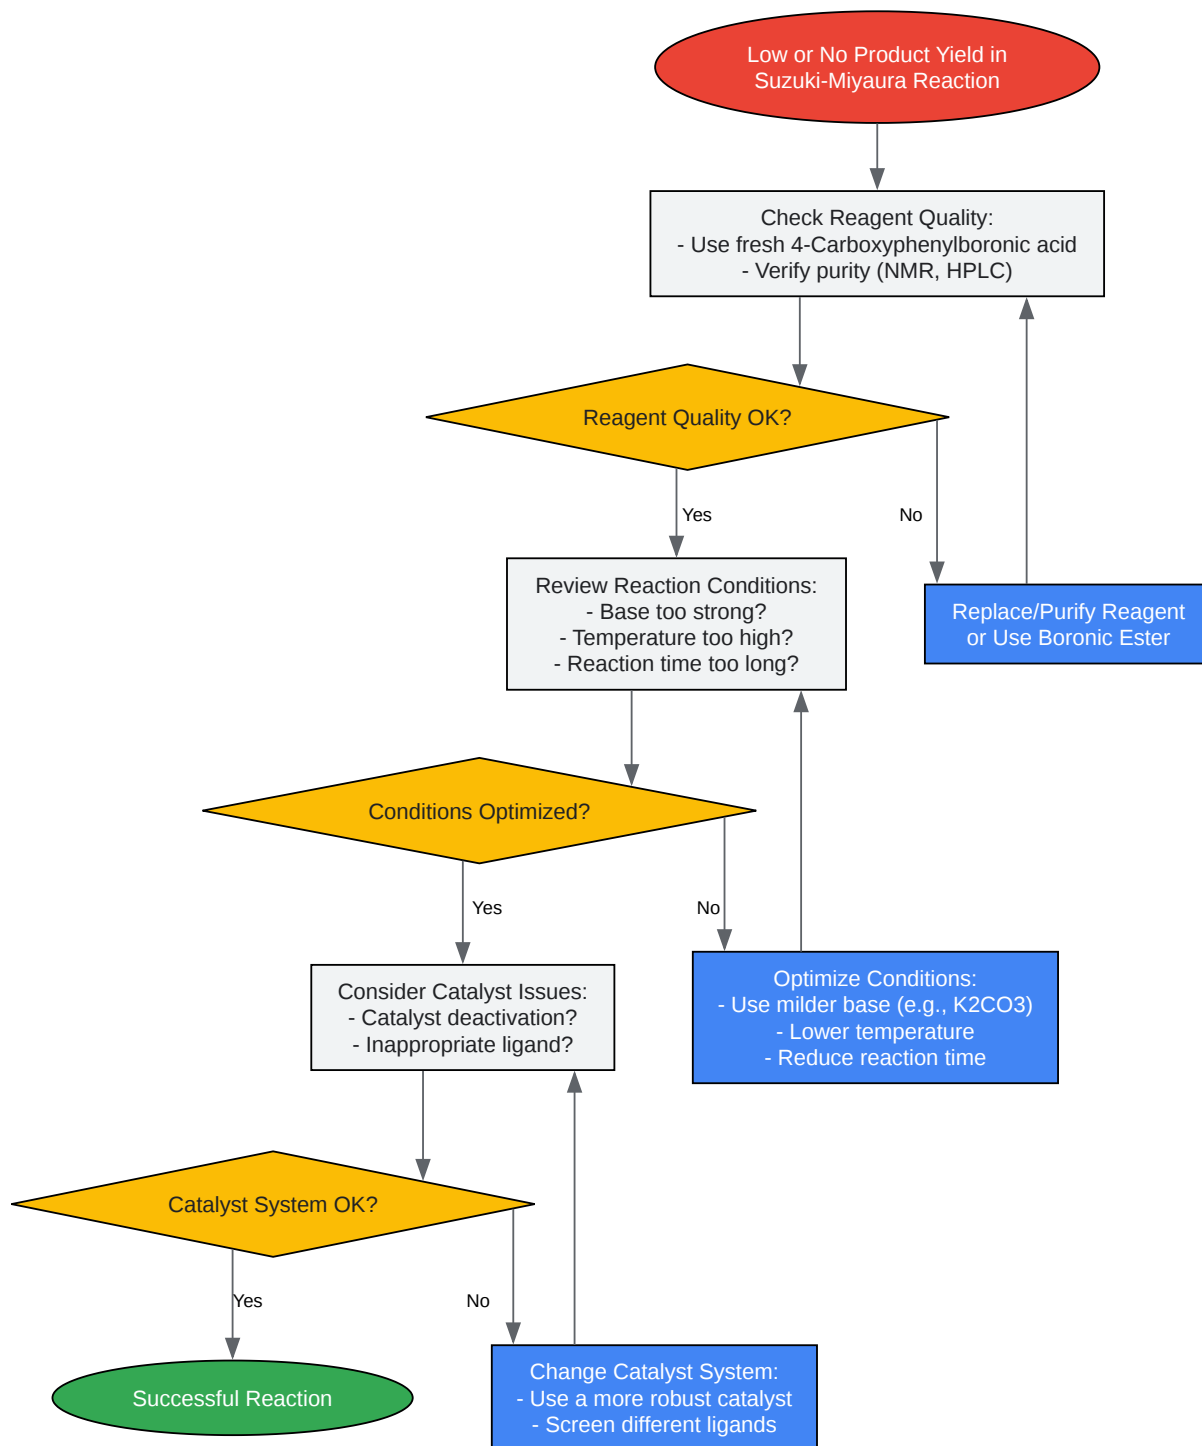 Low or No Product Yield in
Suzuki-Miyaura Reaction
Check Reagent Quality:
- Use fresh 4-Carboxyphenylboronic acid
- Verify purity (NMR, HPLC)
Reagent Quality OK?
Yes
No
Review Reaction Conditions:
- Base too strong?
- Temperature too high?
- Reaction time too long?
Replace/Purify Reagent
or Use Boronic Ester
Conditions Optimized?
Yes
No
Consider Catalyst Issues:
- Catalyst deactivation?
- Inappropriate ligand?
Optimize Conditions:
- Use milder base (e.g., K2CO3)
- Lower temperature
- Reduce reaction time
Catalyst System OK?
Yes
No
Successful Reaction
Change Catalyst System:
- Use a more robust catalyst
- Screen different ligands